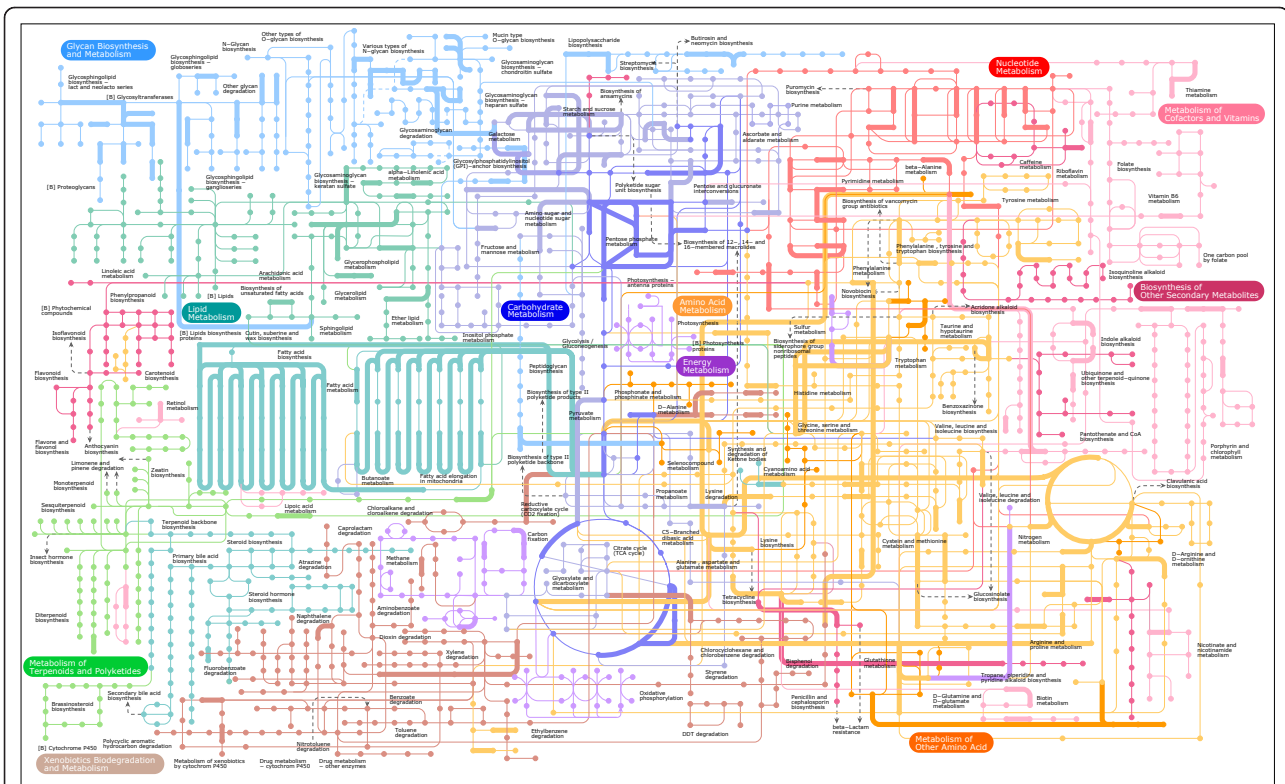 Glycan Biosynthesis
and Metabolism
Other types of
O-glycan biosynthesis
N-Glycan
biosynthesis
Various types of
N-glycan biosynthesis
Mucin type
O-glycan biosynthesis
Lipopolysaccharide
biosynthesis
Butirosin and
neomycin biosynthesis
Glycosphingolipid
biosynthesis -
globoseries
Glycosaminoglycan
biosynthesis -
chondroitin sulfate
Streptomycin
biosynthesis
Nucleotide
Metabolism
Glycosphingolipid
biosynthesis -
lact and neolacto series
Other glycan
degradation
Glycosaminoglycan
biosynthesis -
heparan sulfate
Biosynthesis of
ansamycins
Puromycin
biosynthesis
Thiamine
metabolism
[B] Glycosyltransferases
Starch and sucrose
metabolism
Purine metabolism
Metabolism of
Cofactors and Vitamins
Glycosaminoglycan
degradation
Galactose
metabolism
Ascorbate and
aldarate metabolism
Glycosylphosphatidylinositol
(GPI)-anchor biosynthesis
Caffeine
metabolism
Folate
biosynthesis
[B] Proteoglycans
Glycosphingolipid
biosynthesis -
ganglioseries
Glycosaminoglycan
biosynthesis -
keratan sulfate
alpha-Linolenic acid
metabolism
Polyketide sugar
unit biosynthesis
Pentose and glucuronate
interconversions
Pyrimidine metabolism
beta-Alanine
metabolism
Riboflavin
metabolism
Vitamin B6
metabolism
Amino sugar and
nucleotide sugar
metabolism
Biosynthesis of vancomycin
group antibiotics
Tyrosine metabolism
Pentose phosphate
metabolism
Biosynthesis of 12-, 14- and
16-membered macrolides
Fructose and
mannose metabolism
Phenylalanine, tyrosine and
tryptophan biosynthesis
Linoleic acid
metabolism
Arachidonic acid
metabolism
Glycerophospholipid
metabolism
Phenylalanine
metabolism
One carbon pool
by folate
Isoquinoline alkaloid
biosynthesis
Photosynthesis -
antenna proteins
Phenylpropanoid
biosynthesis
[B] Lipids
Biosynthesis of
unsaturated fatty acids
Glycerolipid
metabolism
Novobiocin
biosynthesis
Biosynthesis of
Other Secondary Metabolites
[B] Phytochemical
compounds
Lipid
Metabolism
Carbohydrate
Metabolism
Amino Acid
Metabolism
Acridone alkaloid
biosynthesis
Isoflavonoid
biosynthesis
[B] Lipids biosynthesis
proteins
Cutin, suberine and
wax biosynthesis
Sphingolipid
metabolism
Ether lipid
metabolism
Inositol phosphate
metabolism
Photosynthesis
Sulfur
metabolism
Taurine and
hypotaurine
metabolism
Fatty acid
biosynthesis
Glycolysis /
Gluconeogenesis
[B] Photosynthesis
proteins
Biosynthesis of
siderophore group
nonribosomal
peptides
Indole alkaloid
biosynthesis
Flavonoid
biosynthesis
Carotenoid
biosynthesis
Peptidoglycan
biosynthesis
Energy
Metabolism
Tryptophan
metabolism
Ubiquinone and
other terpenoid-quinone
biosynthesis
Fatty acid
metabolism
Biosynthesis of type II
polyketide products
Phosphonate and
phosphinate metabolism
Histidine metabolism
Benzoxazinone
biosynthesis
Retinol
metabolism
Pyruvate
metabolism
D-Alanine
metabolism
Flavone and
flavonol
biosynthesis
Anthocyanin
biosynthesis
Glycine, serine and
threonine metabolism
Valine, leucine and
isoleucine biosynthesis
Pantothenate and CoA
biosynthesis
Limonene and
pinene degradation
Zeatin
biosynthesis
Butanoate
metabolism
Fatty acid elongation
in mitochondria
Biosynthesis of type II
polyketide backbone
Selenocompound
metabolism
Synthesis and
degradation of
Ketone bodies
Cyanoamino acid
metabolism
Porphyrin and
chlorophyll
metabolism
Monoterpenoid
biosynthesis
Lipoic acid
metabolism
Reductive
carboxylate cycle
(CO2 fixation)
Propanoate
metabolism
Lysine
degradation
Valine, leucine and
isoleucine degradation
Clavulanic acid
biosynthesis
Sesquiterpenoid
biosynthesis
Chloroalkane and
chloroalkene degradation
Terpenoid backbone
biosynthesis
Caprolactam
degradation
Carbon
fixation
C5-Branched
dibasic acid
metabolism
Lysine
biosynthesis
Cystein and methionine
metabolism
Nitrogen
metabolism
Steroid biosynthesis
Insect hormone
biosynthesis
Primary bile acid
biosynthesis
Atrazine
degradation
Methane
metabolism
Citrate cycle
(TCA cycle)
Alanine, aspartate and
glutamate metabolism
D-Arginine and
D-ornithine
metabolism
Glyoxylate and
dicarboxylate
metabolism
Steroid hormone
biosynthesis
Tetracycline
biosynthesis
Glucosinolate
biosynthesis
Diterpenoid
biosynthesis
Naphthalene
degradation
Aminobenzoate
degradation
Dioxin degradation
Chlorocyclohexane and
chlorobenzene degradation
Arginine and
proline metabolism
Nicotinate and
nicotinamide
metabolism
Metabolism of
Terpenoids and Polyketides
Fluorobenzoate
degradation
Xylene
degradation
Styrene
degradation
Bisphenol
degradation
Glutathione
metabolism
Tropane, piperidine and
pyridine alkaloid biosynthesis
Secondary bile acid
biosynthesis
Benzoate
degradation
Oxidative
phosphorylation
Penicillin and
cephalosporin
biosynthesis
D-Glutamine and
D-glutamate
metabolism
Biotin
metabolism
Brassinosteroid
biosynthesis
Toluene
degradation
Ethylbenzene
degradation
DDT degradation
beta-Lactam
resistance
[B] Cytochrome P450
Polycyclic aromatic
hydrocarbon degradation
Nitrotoluene
degradation
Metabolism of
Other Amino Acid
Xenobiotics Biodegradation
and Metabolism
Metabolism of xenobiotics
by cytochrom P450
Drug metabolism
- cytochrom P450
Drug metabolism
- other enzymes